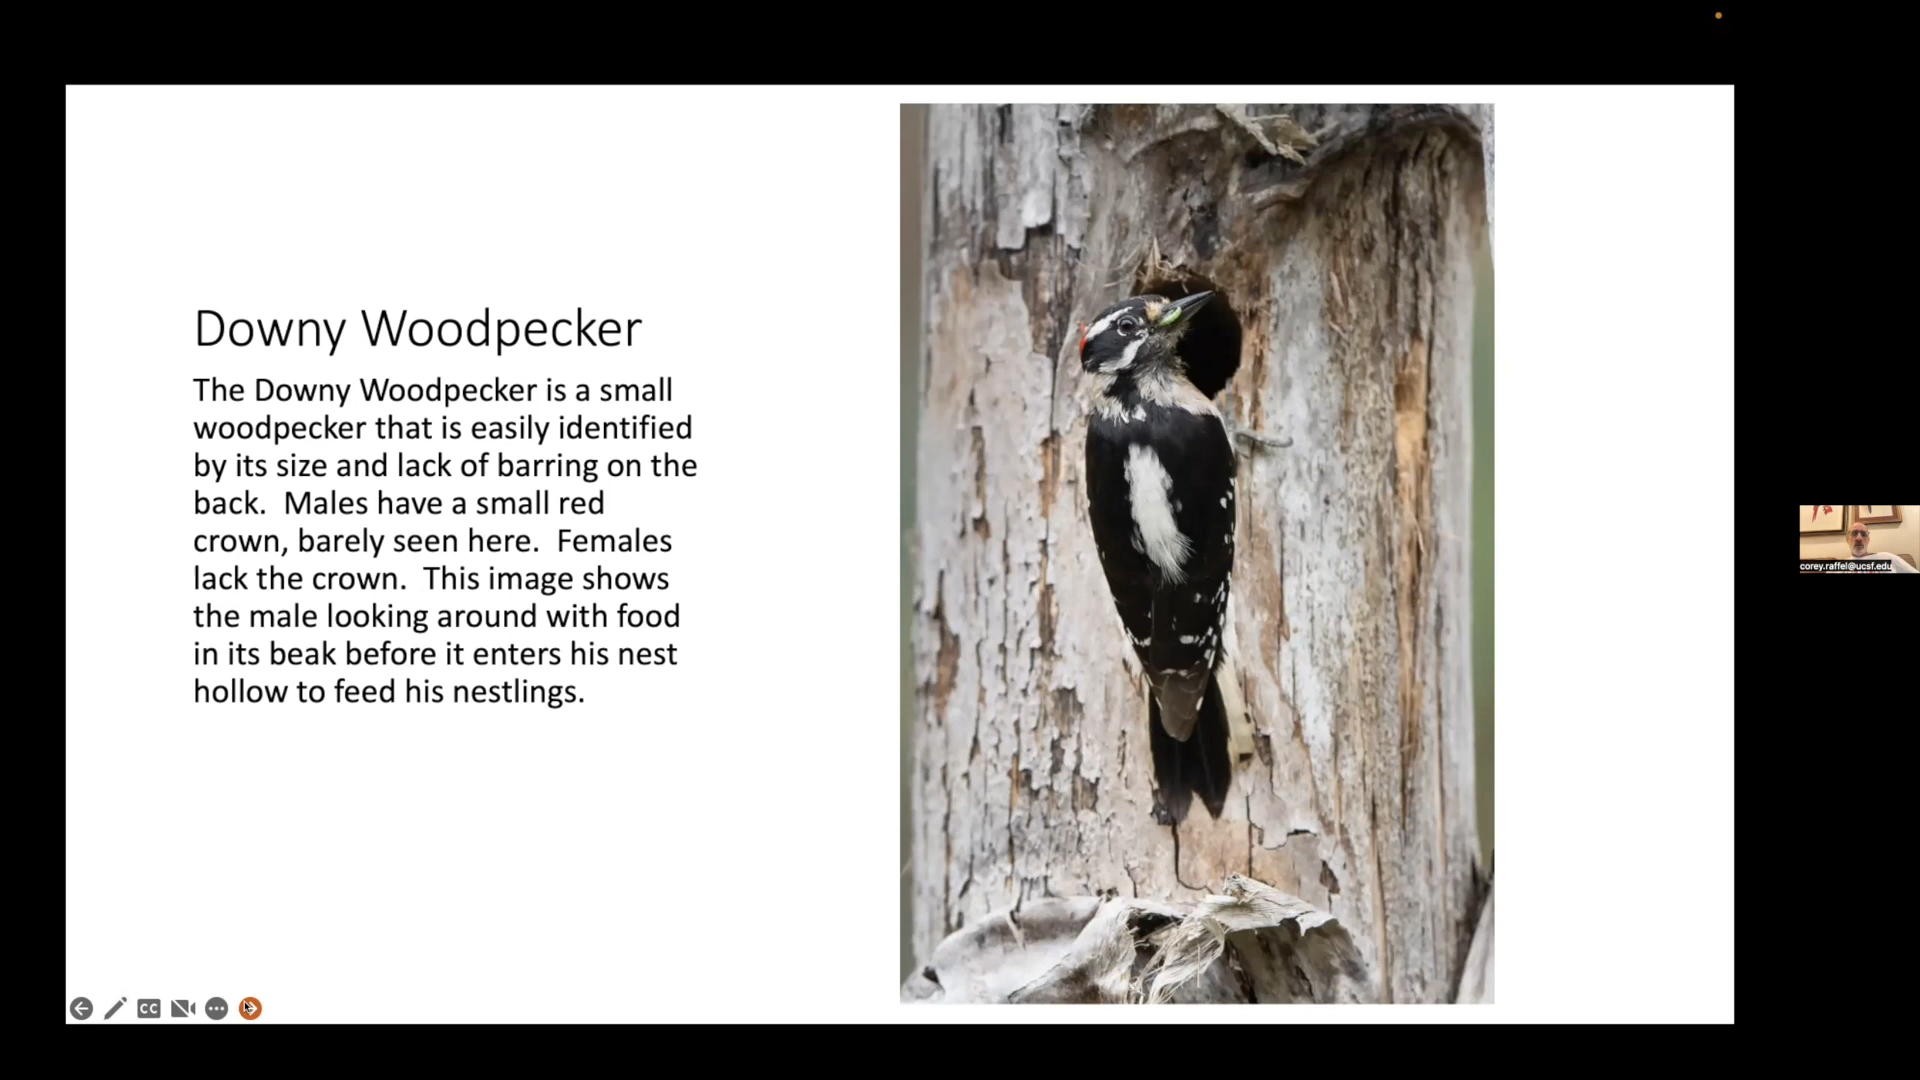 Downy Woodpecker
The Downy Woodpecker is a small
woodpecker that is easily identified
by its size and lack of barring on the
back.  Males have a small red
crown, barely seen here.  Females
lack the crown.  This image shows
the male looking around with food
in its beak before it enters his nest
hollow to feed his nestlings.
corey.raffel@ucsf.edu
CC